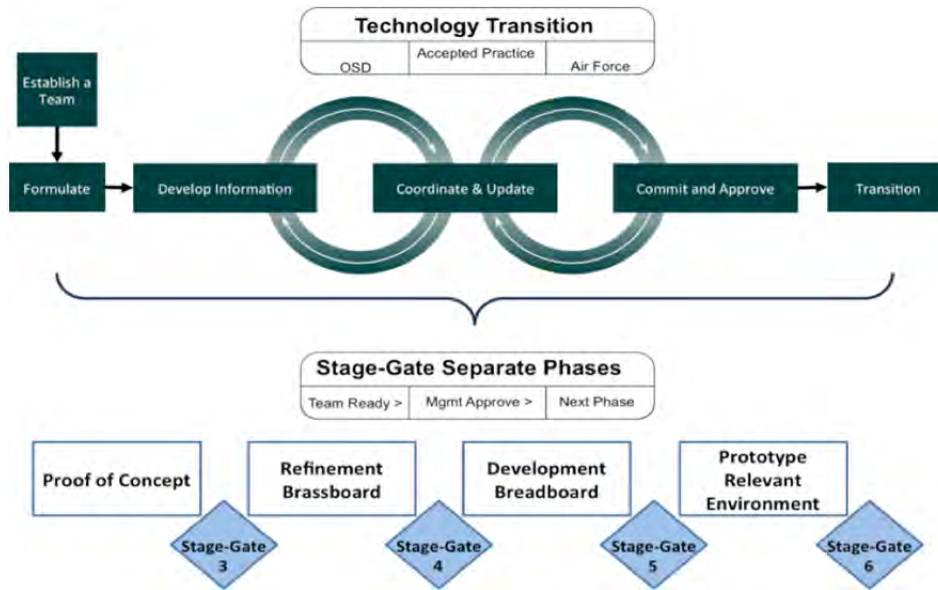 Technology Transition
OSD
Accepted Practice
Air Force
Establish a
Team
Formulate
Develop Information
Coordinate & Update
Commit and Approve
Transition
Stage-Gate Separate Phases
Team Ready >
Mgmt Approve >
Next Phase
Proof of Concept
Refinement
Brassboard
Development
Breadboard
Prototype
Relevant
Environment
Stage-Gate
3
Stage-Gate
4
Stage-Gate
5
Stage-Gate
6